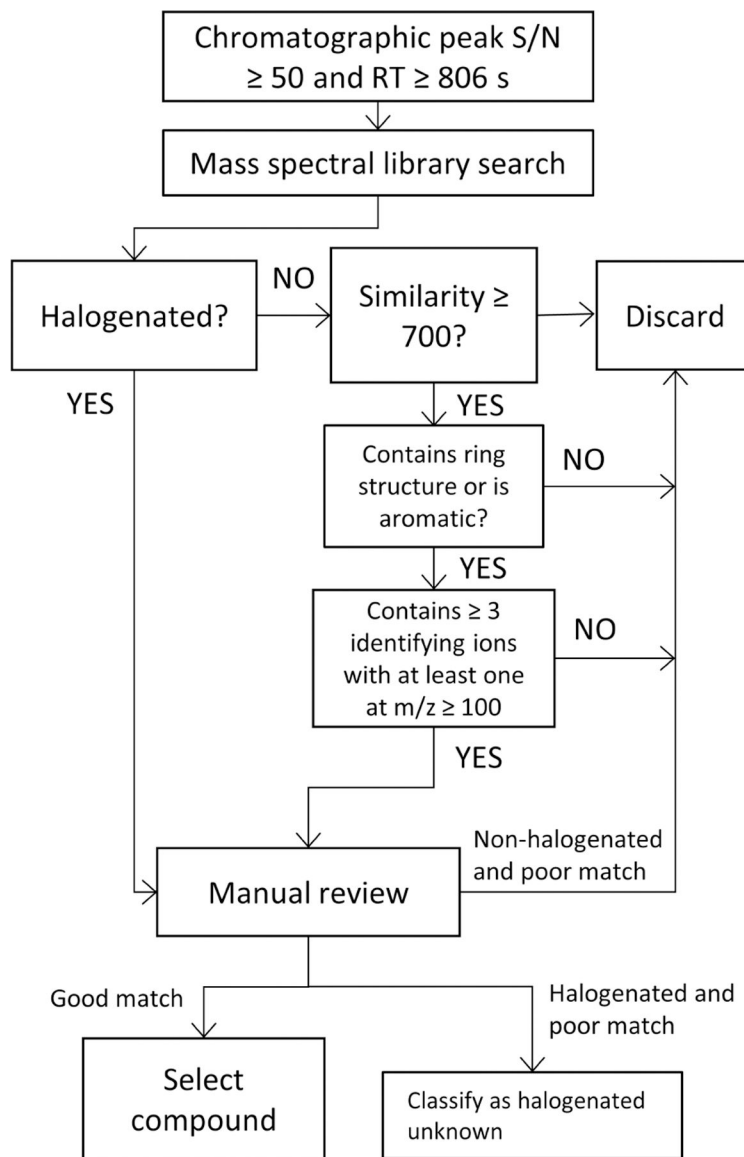 Chromatographic peak S/N
≥ 50 and RT ≥ 806 s
Mass spectral library search
Halogenated?
NO
Similarity ≥
700?
Discard
YES
YES
Contains ring
structure or is
aromatic?
NO
YES
Contains ≥ 3
identifying ions
with at least one
at m/z ≥ 100
NO
YES
Manual review
Non-halogenated
and poor match
Good match
Halogenated and
poor match
Select
compound
Classify as halogenated
unknown